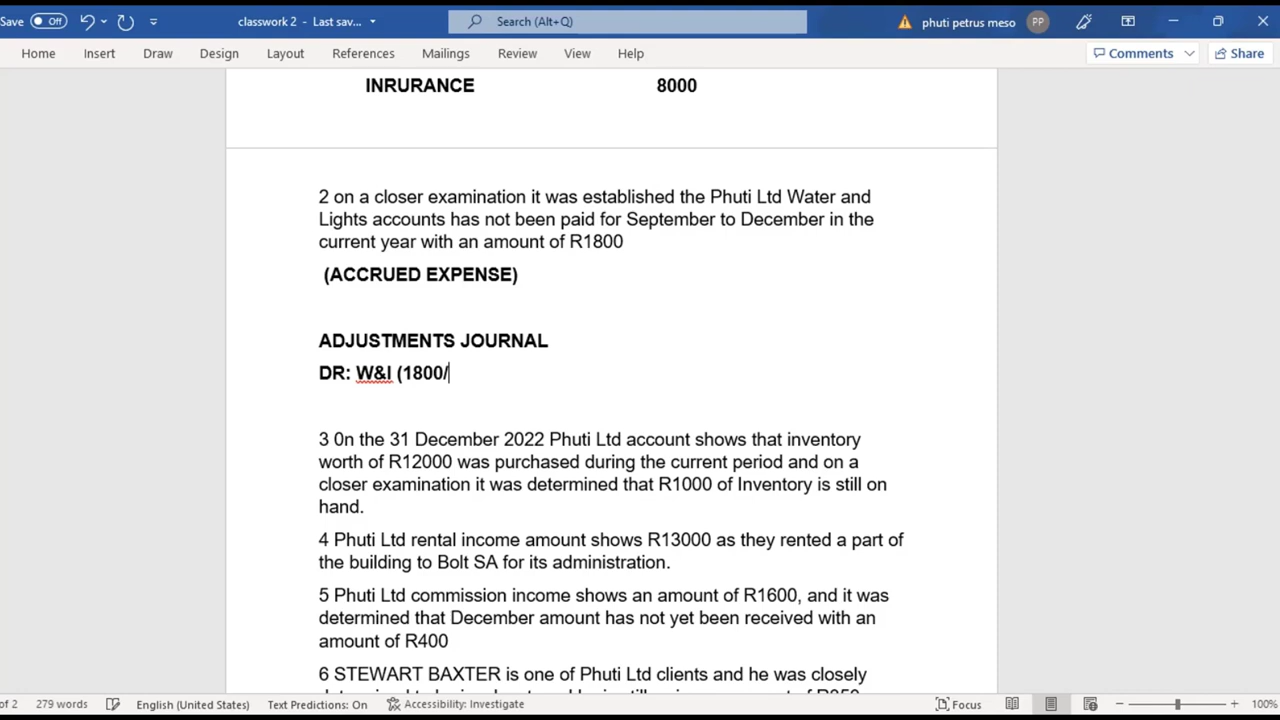 Save Off classwork 2 - Last sav... Search (Alt+Q) phuti petrus meso PP
Home Insert Draw Design Layout References Mailings Review View Help Comments Share
INRURANCE 8000
2 on a closer examination it was established the Phuti Ltd Water and
Lights accounts has not been paid for September to December in the
current year with an amount of R1800
(ACCRUED EXPENSE)
ADJUSTMENTS JOURNAL
DR: W&l (1800/
3 0n the 31 December 2022 Phuti Ltd account shows that inventory
worth of R12000 was purchased during the current period and on a
closer examination it was determined that R1000 of Inventory is still on
hand.
4 Phuti Ltd rental income amount shows R13000 as they rented a part of
the building to Bolt SA for its administration.
5 Phuti Ltd commission income shows an amount of R1600, and it was
determined that December amount has not yet been received with an
amount of R400
6 STEWART BAXTER is one of Phuti Ltd clients and he was closely
of 2 279 words English (United States) Text Predictions: On Accessibility: Investigate Focus 100%